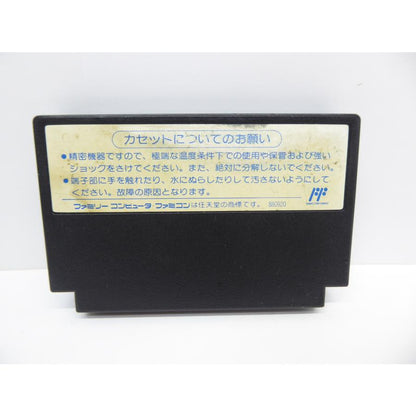 カセットについてのお願い
●精密機器ですので、極端な温度条件下での使用や保管および強い
ショックをさけてください。また、絶対に分解しないでください。
●端子部に手を触れたり、水にぬらしたりして汚さないようにして
ください。故障の原因となります。
ファミリーコンピュータ・ファミコンは任天堂の商標です。